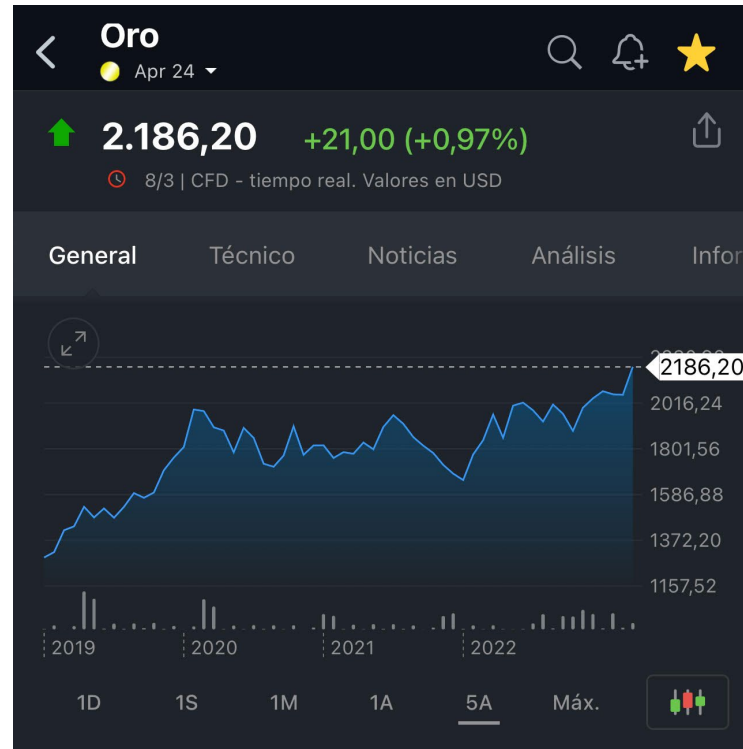 Oro
Apr 24
2.186,20 +21,00 (+0,97%)
8/3 | CFD - tiempo real. Valores en USD
General Técnico Noticias Análisis Infor
2186,20
2016,24
1801,56
1586,88
1372,20
1157,52
2019 2020 2021 2022
1D 1S 1M 1A 5A Máx.